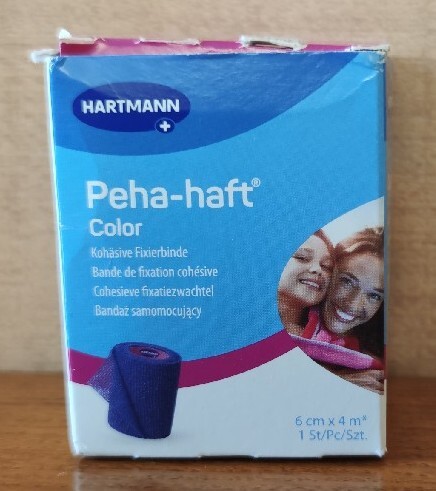 HARTMANN
Peha-haft®
Color
Kohäsive Fixierbinde
Bande de fixation cohésive
Cohesieve fixatiezwachtel
Bandaż samomocujący
6 cm x 4 m*
1 St/Pc/Szt.